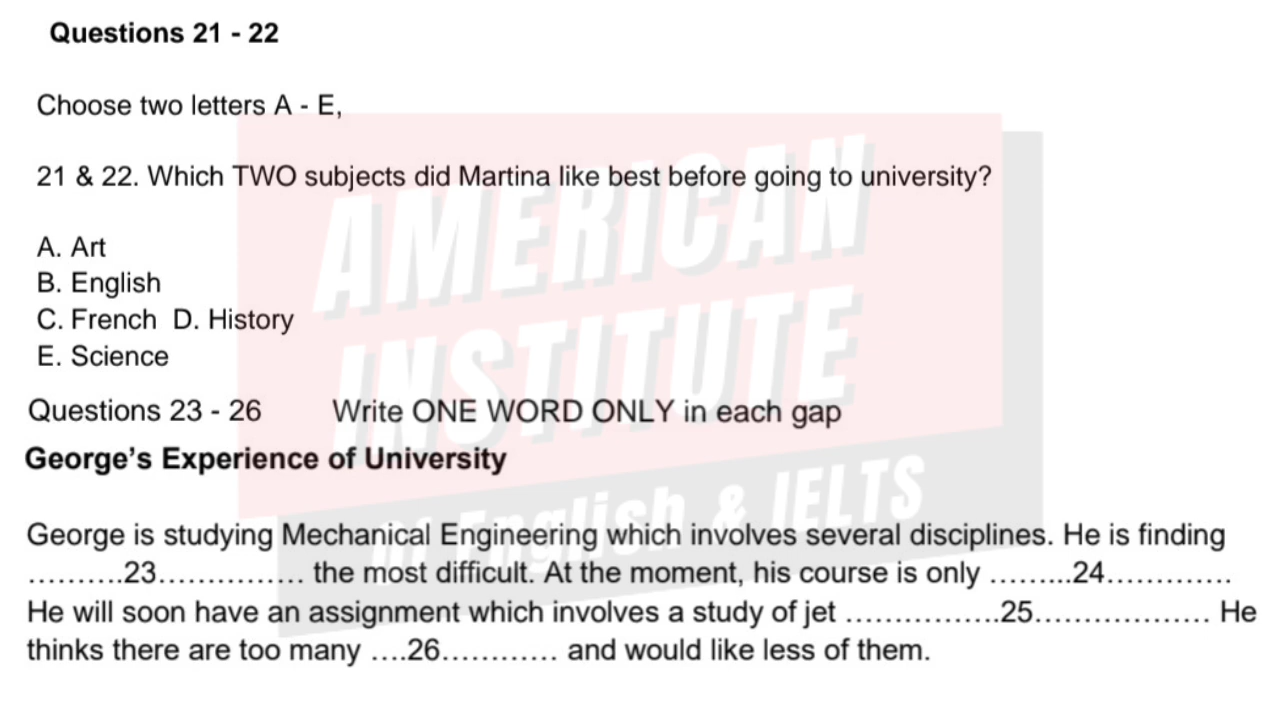 Questions 21 - 22
Choose two letters A - E,
21 & 22. Which TWO subjects did Martina like best before going to university?
A. Art
B. English
C. French D. History
E. Science
Questions 23 - 26 Write ONE WORD ONLY in each gap
George's Experience of University
George is studying Mechanical Engineering which involves several disciplines. He is finding
..........23............... the most difficult. At the moment, his course is only .........24.............
He will soon have an assignment which involves a study of jet ................25.................. He
thinks there are too many ....26............ and would like less of them.
AMERICAN
INSTITUTE
Of English & IELTS